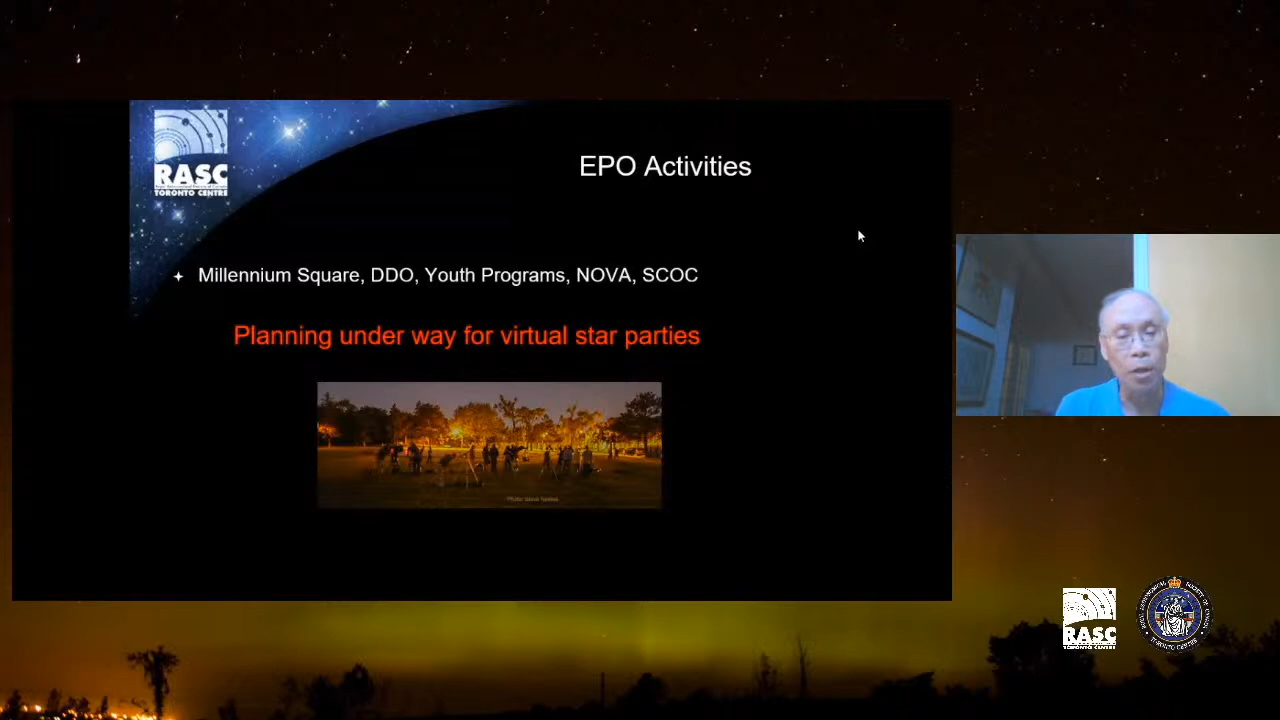 RASC
TORONTO CENTRE
EPO Activities
Millennium Square, DDO, Youth Programs, NOVA, SCOC
Planning under way for virtual star parties
RASC
TORONTO CENTRE